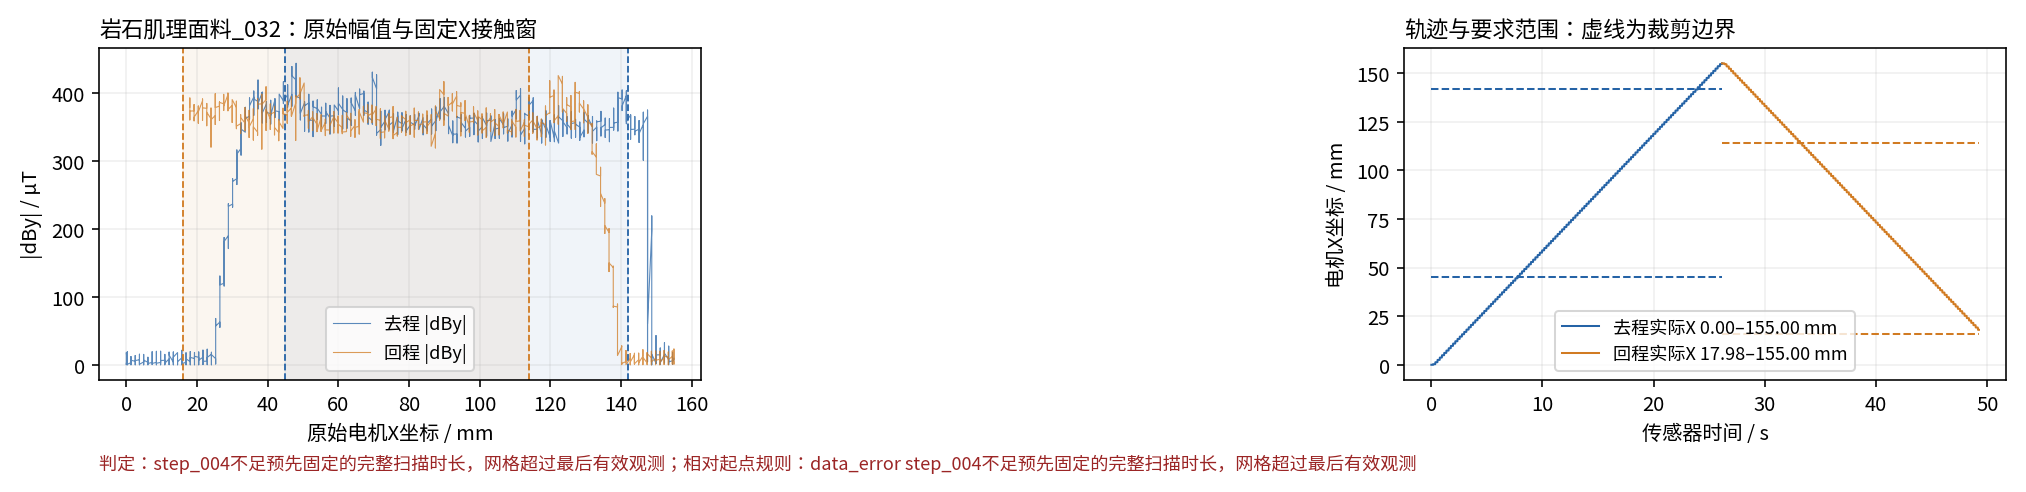 岩石肌理面料_032：原始幅值与固定X接触窗
|dBy| / μT
400
300
200
100
0
去程 |dBy|
回程 |dBy|
0 20 40 60 80 100 120 140 160
原始电机X坐标 / mm
轨迹与要求范围：虚线为裁剪边界
电机X坐标 / mm
150
125
100
75
50
25
0
去程实际X 0.00–155.00 mm
回程实际X 17.98–155.00 mm
0 10 20 30 40 50
传感器时间 / s
判定：step_004不足预先固定的完整扫描时长，网格超过最后有效观测；相对起点规则：data_error step_004不足预先固定的完整扫描时长，网格超过最后有效观测